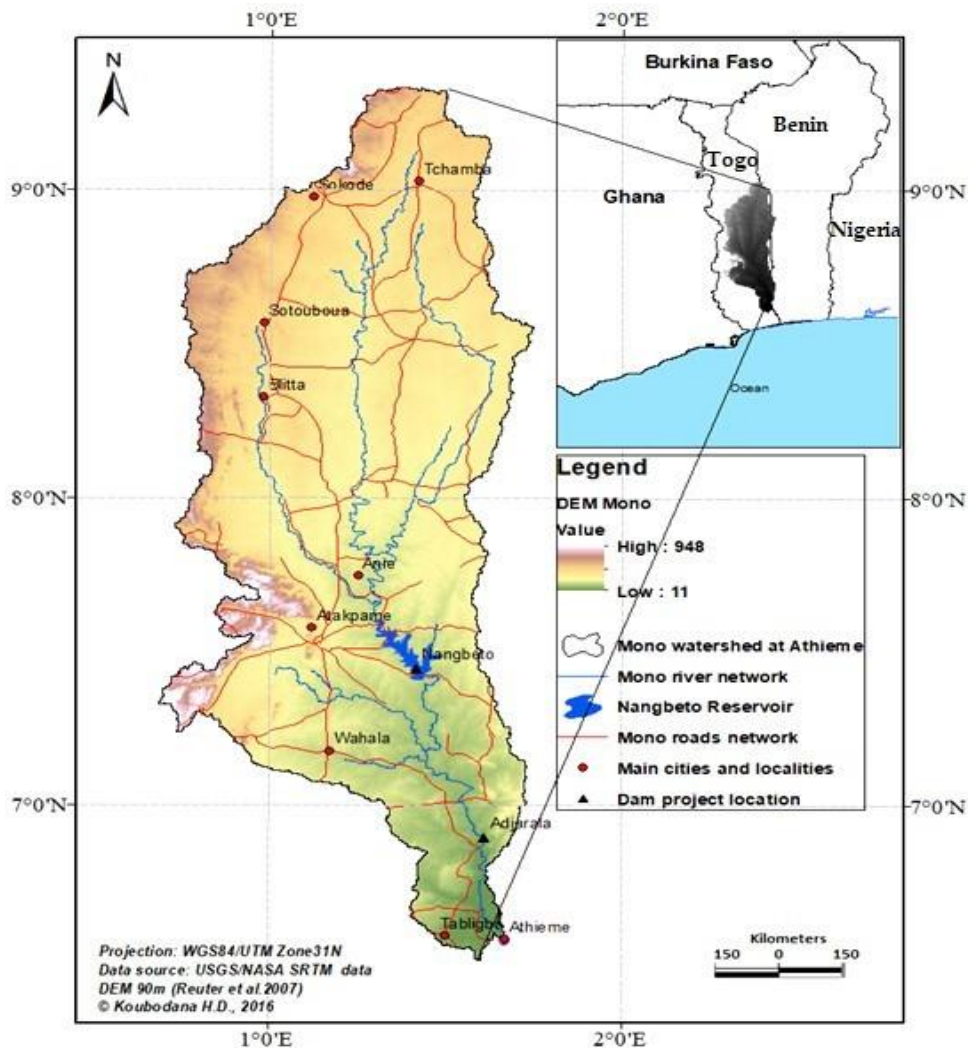 1°0'E
2°0'E
N
Burkina Faso
Benin
Togo
Ghana
Nigeria
Ocean
9°0'N
9°0'N
8°0'N
8°0'N
7°0'N
7°0'N
Tchamba
Sokode
Sotouboua
Blitta
Anie
Atakpame
Nangbeto
Wahala
Adjarala
Tabligbo
Athieme
Legend
DEM Mono
Value
High : 948
Low : 11
Mono watershed at Athieme
Mono river network
Nangbeto Reservoir
Mono roads network
Main cities and localities
Dam project location
Projection: WGS84/UTM Zone31N
Data source: USGS/NASA SRTM data
DEM 90m (Reuter et al.2007)
© Koubodana H.D., 2016
Kilometers
150 0 150
1°0'E
2°0'E